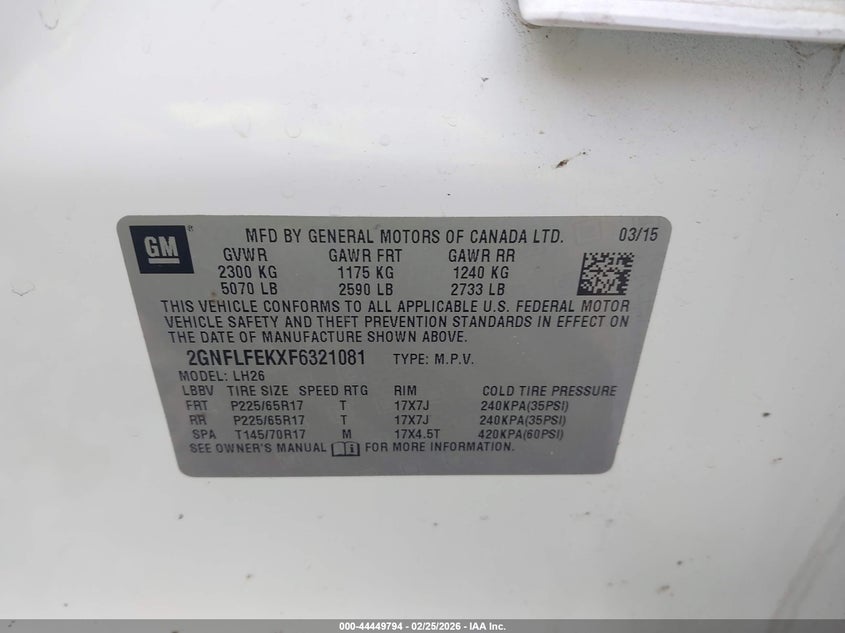 GM ®
MFD BY GENERAL MOTORS OF CANADA LTD. 03/15
GVWR GAWR FRT GAWR RR
2300 KG 1175 KG 1240 KG
5070 LB 2590 LB 2733 LB
THIS VEHICLE CONFORMS TO ALL APPLICABLE U.S. FEDERAL MOTOR
VEHICLE SAFETY AND THEFT PREVENTION STANDARDS IN EFFECT ON
THE DATE OF MANUFACTURE SHOWN ABOVE.
2GNFLFEKXF6321081 TYPE: M.P.V.
MODEL: LH26
LBBV TIRE SIZE SPEED RTG RIM COLD TIRE PRESSURE
FRT P225/65R17 T 17X7J 240KPA(35PSI)
RR P225/65R17 T 17X7J 240KPA(35PSI)
SPA T145/70R17 M 17X4.5T 420KPA(60PSI)
SEE OWNER'S MANUAL FOR MORE INFORMATION.
000-44449794 - 02/25/2026 - IAA Inc.